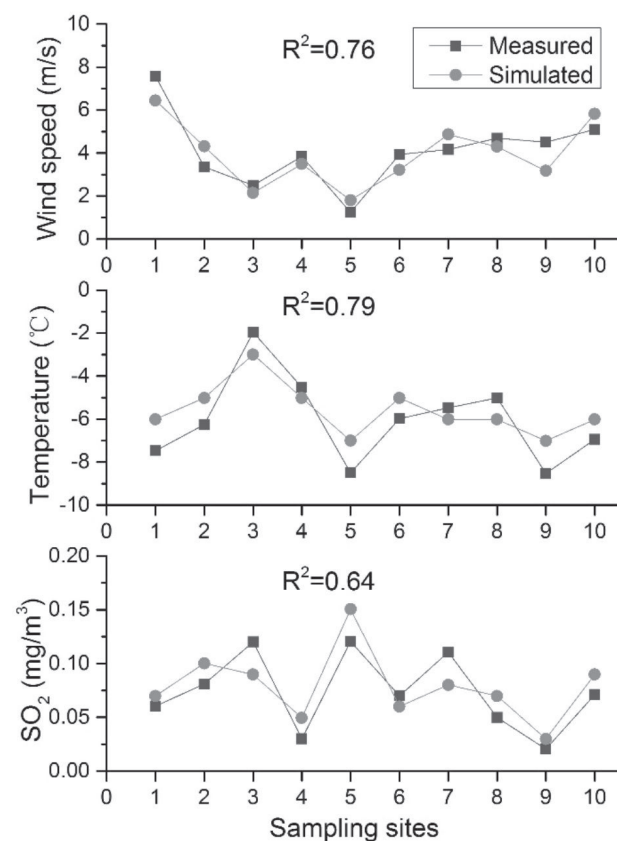 Wind speed (m/s)
10
8
6
4
2
0
R²=0.76
Measured
Simulated
0 1 2 3 4 5 6 7 8 9 10
Temperature (℃)
0
-2
-4
-6
-8
-10
R²=0.79
0 1 2 3 4 5 6 7 8 9 10
SO₂ (mg/m³)
0.20
0.15
0.10
0.05
0.00
R²=0.64
0 1 2 3 4 5 6 7 8 9 10
Sampling sites